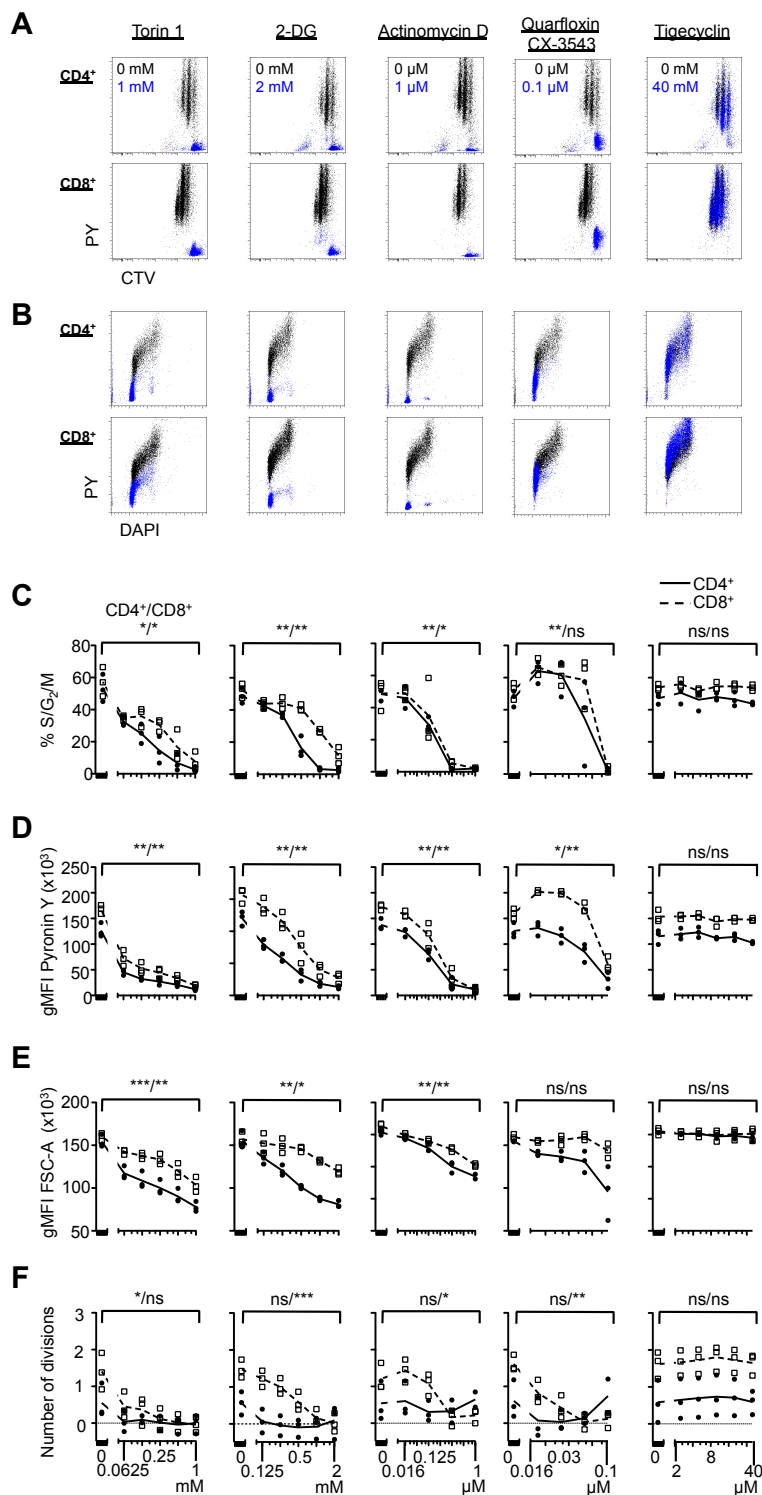 A
Torin 1 2-DG Actinomycin D Quarfloxin CX-3543 Tigecyclin
CD4+ 0 mM 0 mM 0 µM 0 µM 0 mM
1 mM 2 mM 1 µM 0.1 µM 40 mM
CD8+
PY
CTV
B
CD4+
CD8+
PY
DAPI
CD4+
CD8+
C
CD4+/CD8+
*/* **/** **/* **/ns ns/ns
% S/G2/M
80
60
40
20
0
D
**/** **/** **/** */** ns/ns
gMFI Pyronin Y (x10³)
250
200
150
100
50
0
E
***/** **/* **/** ns/ns ns/ns
gMFI FSC-A (x10³)
200
150
100
50
F
*/ns ns/*** ns/* ns/** ns/ns
Number of divisions
3
2
1
0
0 0.25 1 0 0.5 2 0 0.125 1 0 0.03 0.1 0 8 40
0.0625 mM 0.125 mM 0.016 µM 0.016 µM 2 µM